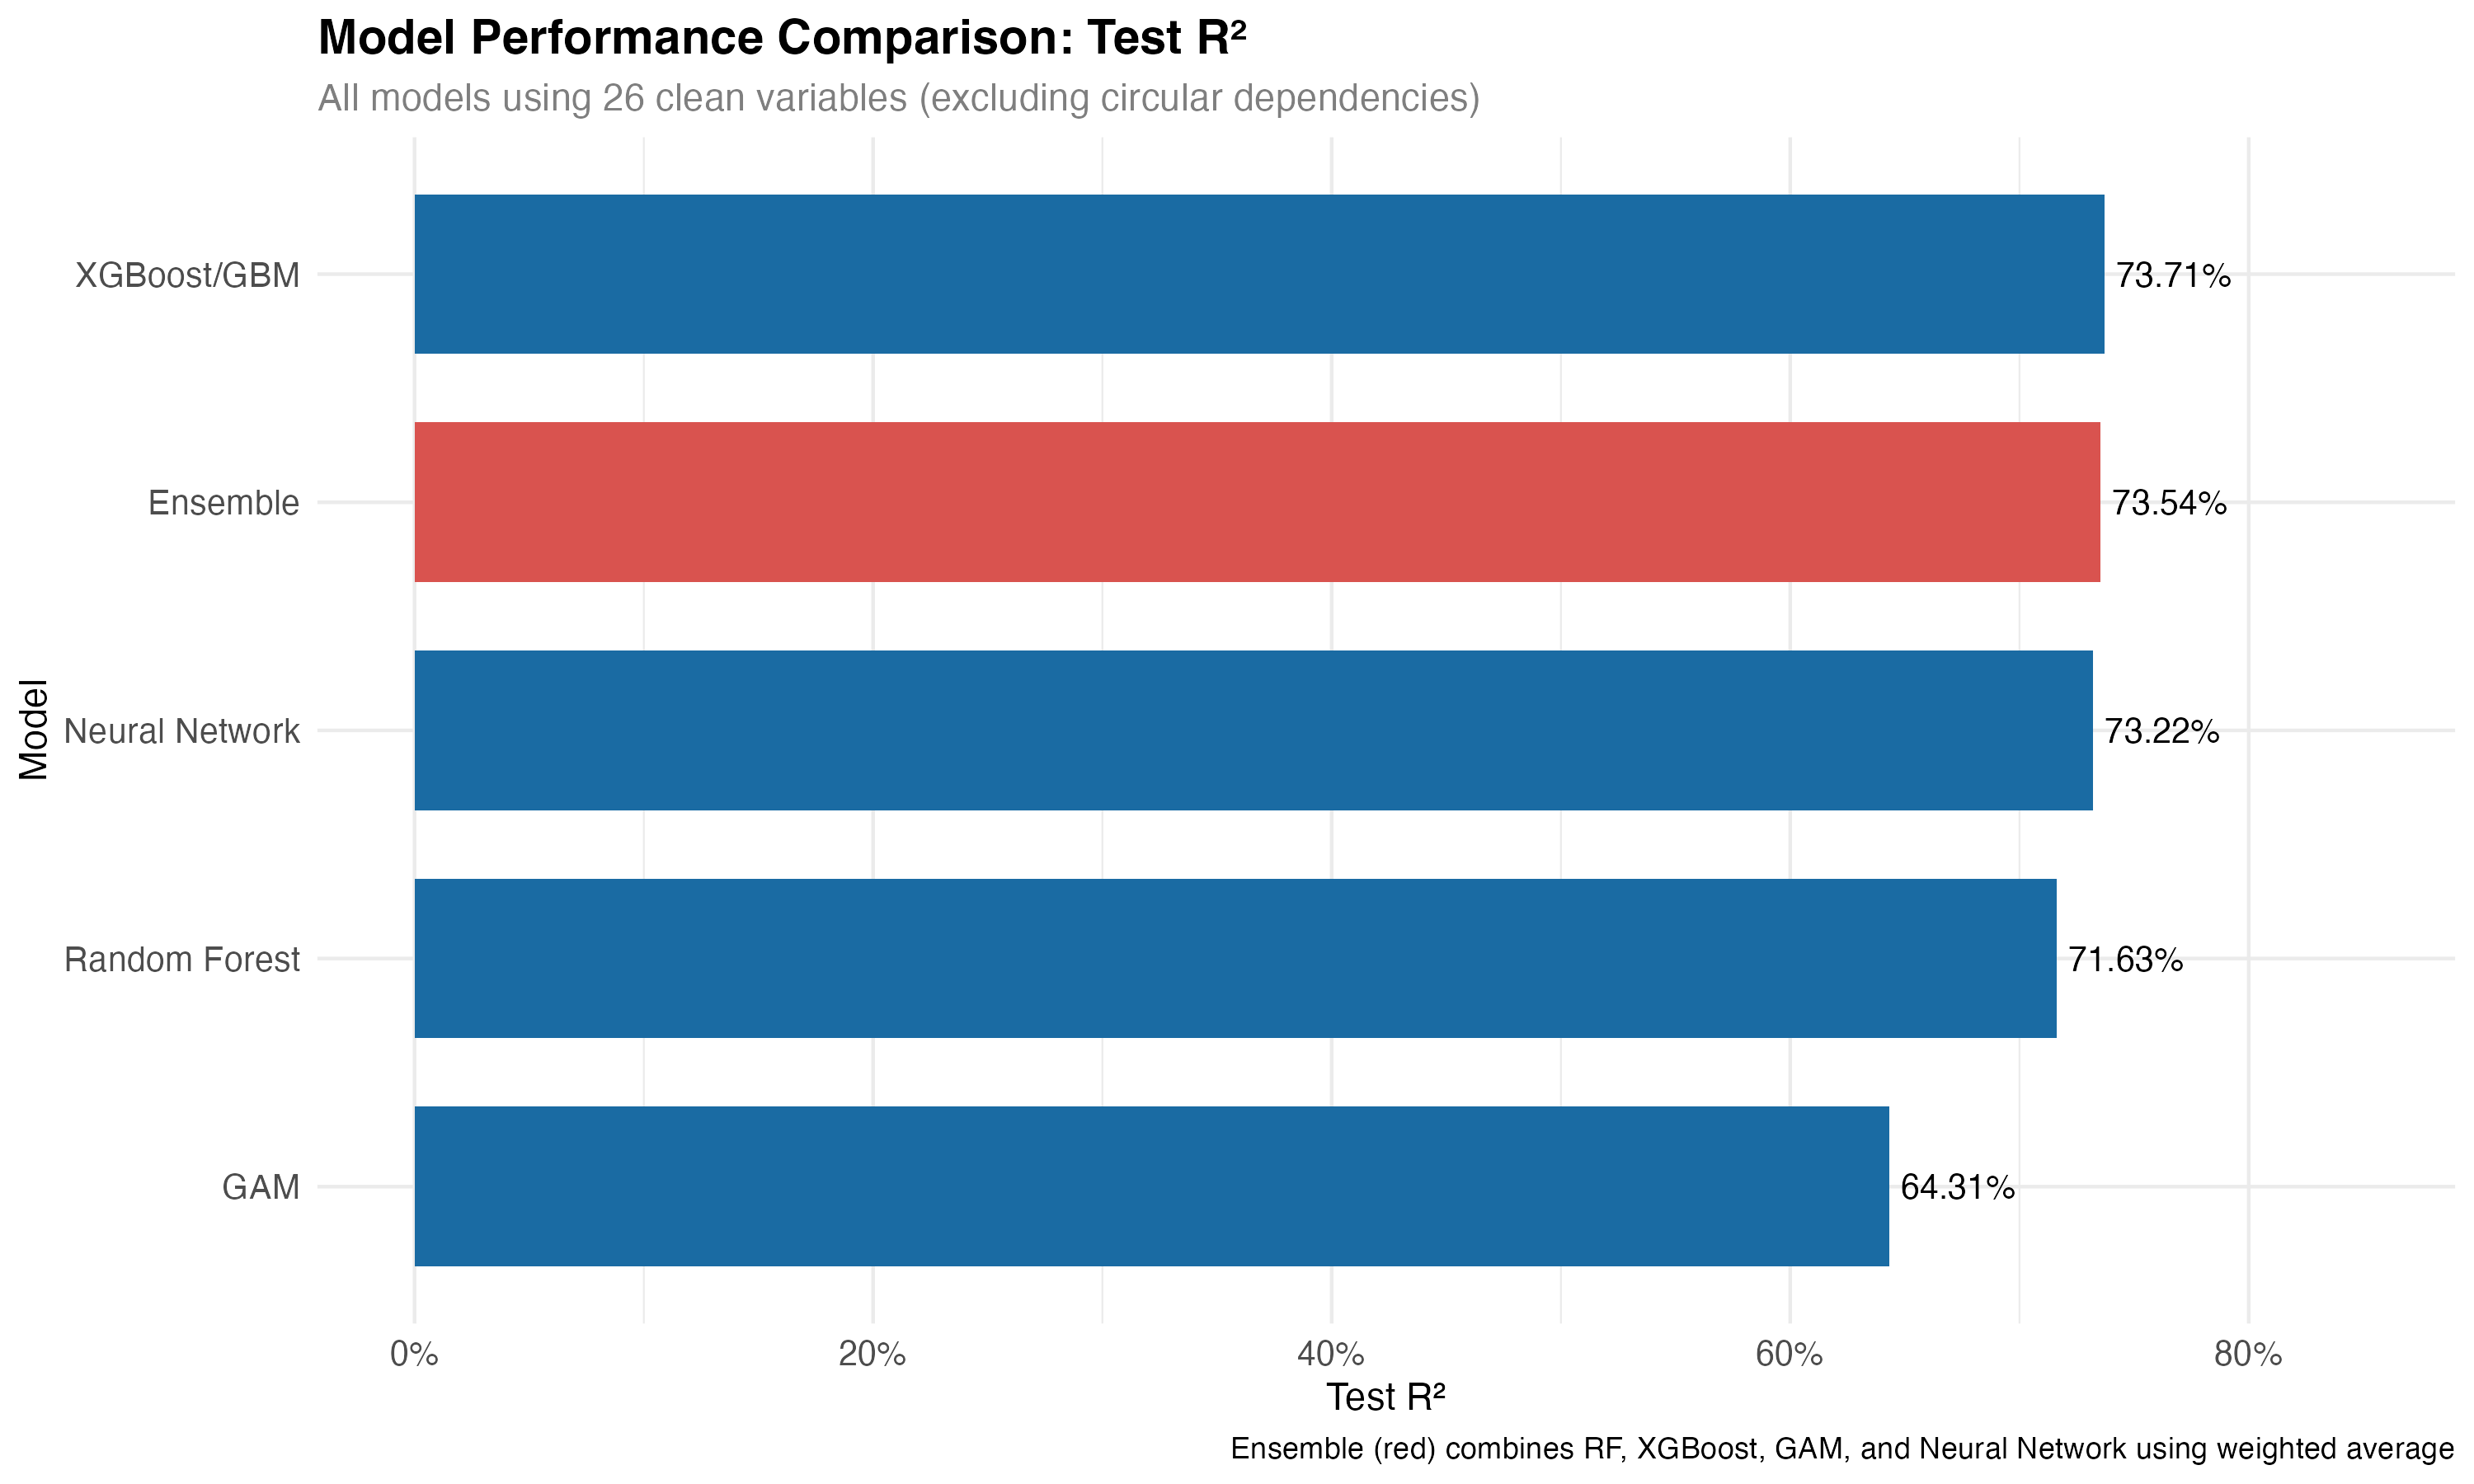 Model Performance Comparison: Test R²
All models using 26 clean variables (excluding circular dependencies)
Model
XGBoost/GBM
73.71%
Ensemble
73.54%
Neural Network
73.22%
Random Forest
71.63%
GAM
64.31%
0%
20%
40%
60%
80%
Test R²
Ensemble (red) combines RF, XGBoost, GAM, and Neural Network using weighted average